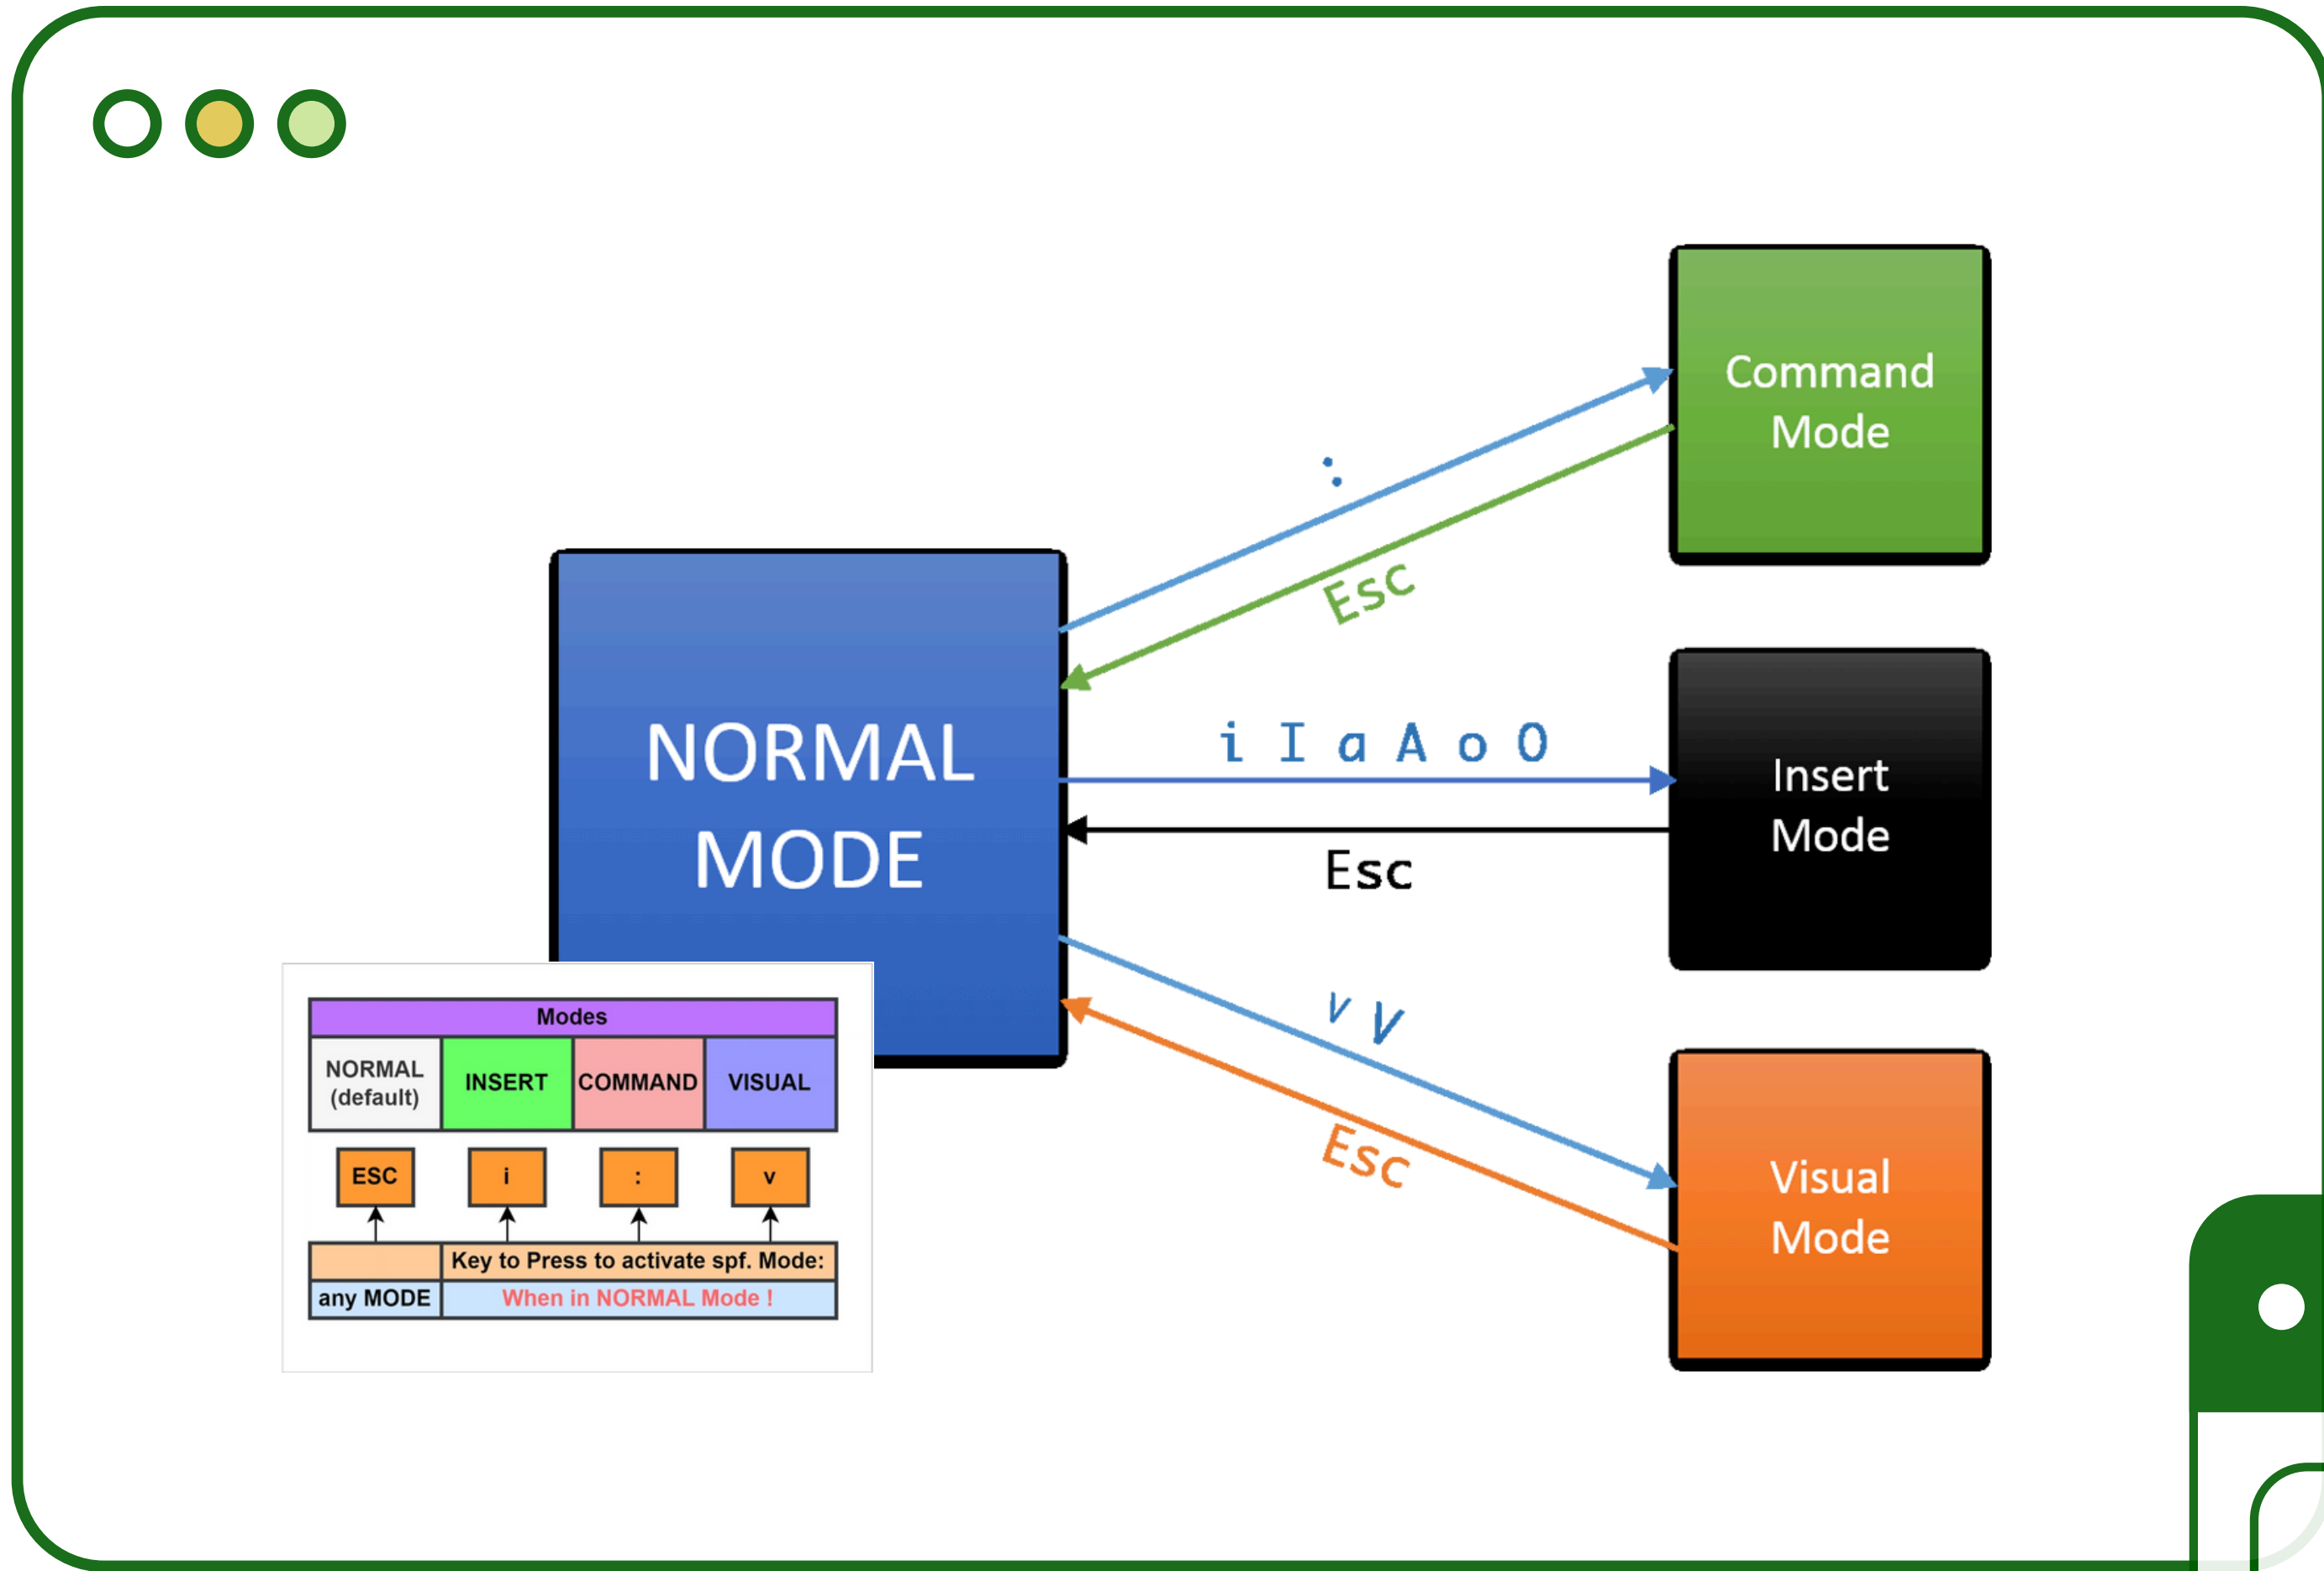 Command
Mode
:
Esc
NORMAL
MODE
i I a A o O
Esc
Insert
Mode
v V
Esc
Visual
Mode
Modes
NORMAL
(default)
INSERT
COMMAND
VISUAL
ESC
i
:
v
Key to Press to activate spf. Mode:
any MODE
When in NORMAL Mode !